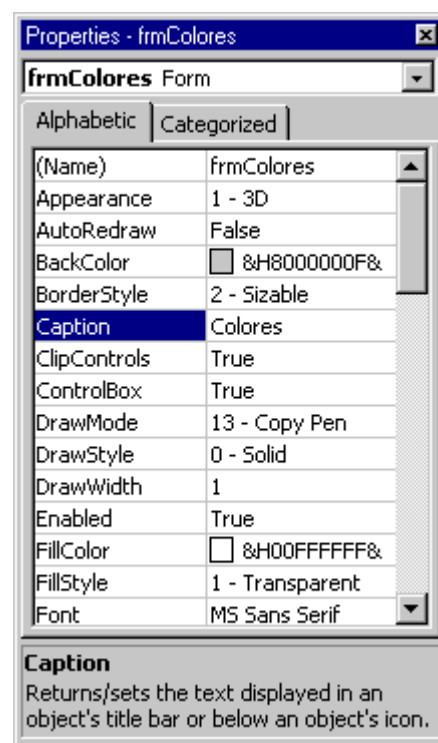 Properties - frmColores
frmColores Form
Alphabetic Categorized
(Name) frmColores
Appearance 1 - 3D
AutoRedraw False
BackColor &H8000000F&
BorderStyle 2 - Sizable
Caption Colores
ClipControls True
ControlBox True
DrawMode 13 - Copy Pen
DrawStyle 0 - Solid
DrawWidth 1
Enabled True
FillColor &H00FFFFFF&
FillStyle 1 - Transparent
Font MS Sans Serif
Caption
Returns/sets the text displayed in an
object's title bar or below an object's icon.